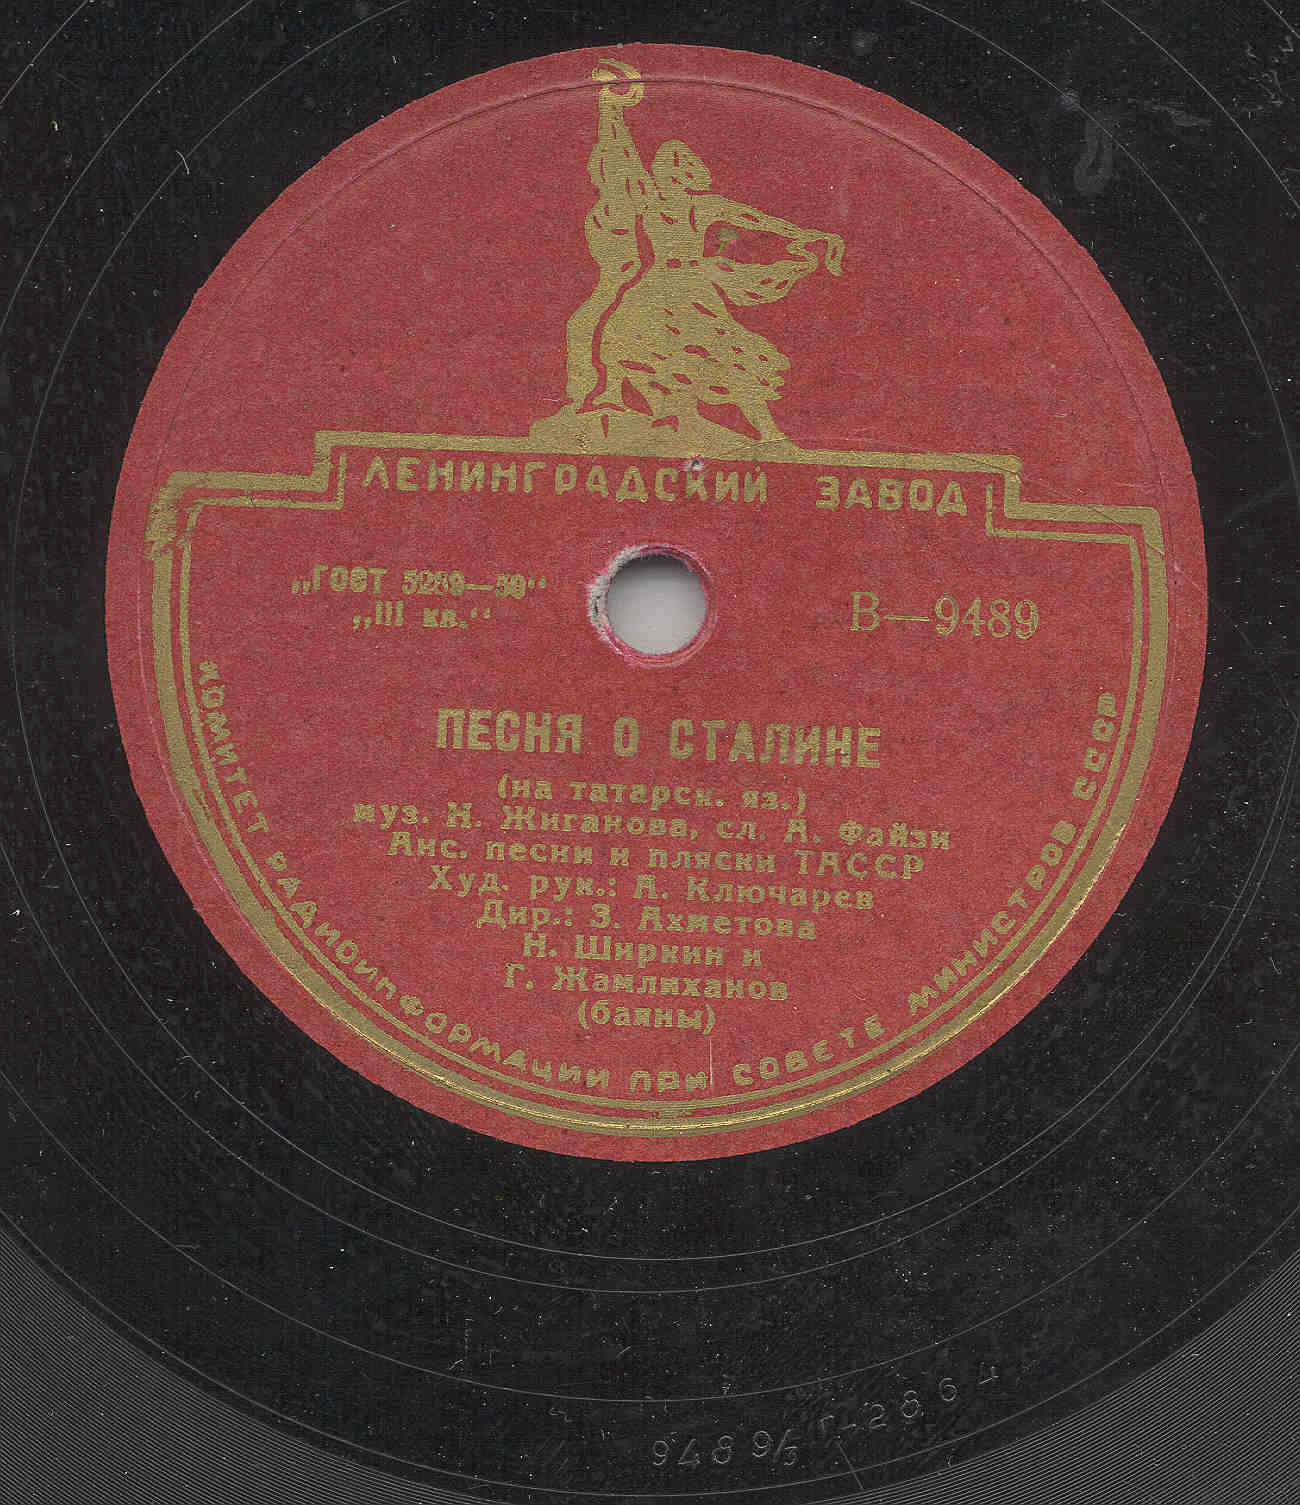 ЛЕНИНГРАДСКИЙ ЗАВОД
„ГОСТ 5289—50“
„III кв.“
В—9489
ПЕСНЯ О СТАЛИНЕ
(на татарск. яз.)
муз. Н. Жиганова, сл. А. Файзи
Анс. песни и пляски ТАССР
Худ. рук.: А. Ключарев
Дир.: З. Ахметова
Н. Ширкин и
Г. Жамлиханов
(баяны)
КОМИТЕТ РАДИОИНФОРМАЦИИ ПРИ СОВЕТЕ МИНИСТРОВ СССР
9489/3